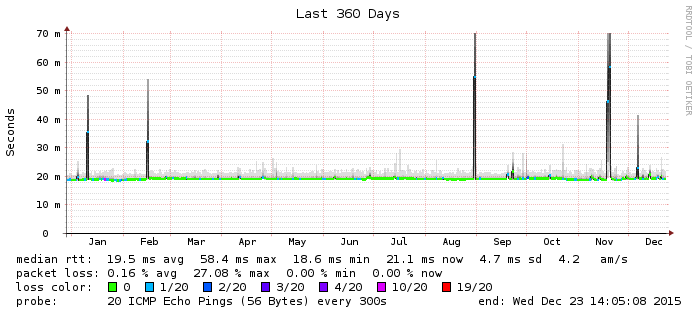 Last 360 Days
RRDTOOL / TOBI OETIKER
Seconds
70 m
60 m
50 m
40 m
30 m
20 m
10 m
0
Jan Feb Mar Apr May Jun Jul Aug Sep Oct Nov Dec
median rtt: 19.5 ms avg 58.4 ms max 18.6 ms min 21.1 ms now 4.7 ms sd 4.2 am/s
packet loss: 0.16 % avg 27.08 % max 0.00 % min 0.00 % now
loss color: 0 1/20 2/20 3/20 4/20 10/20 19/20
probe: 20 ICMP Echo Pings (56 Bytes) every 300s end: Wed Dec 23 14:05:08 2015